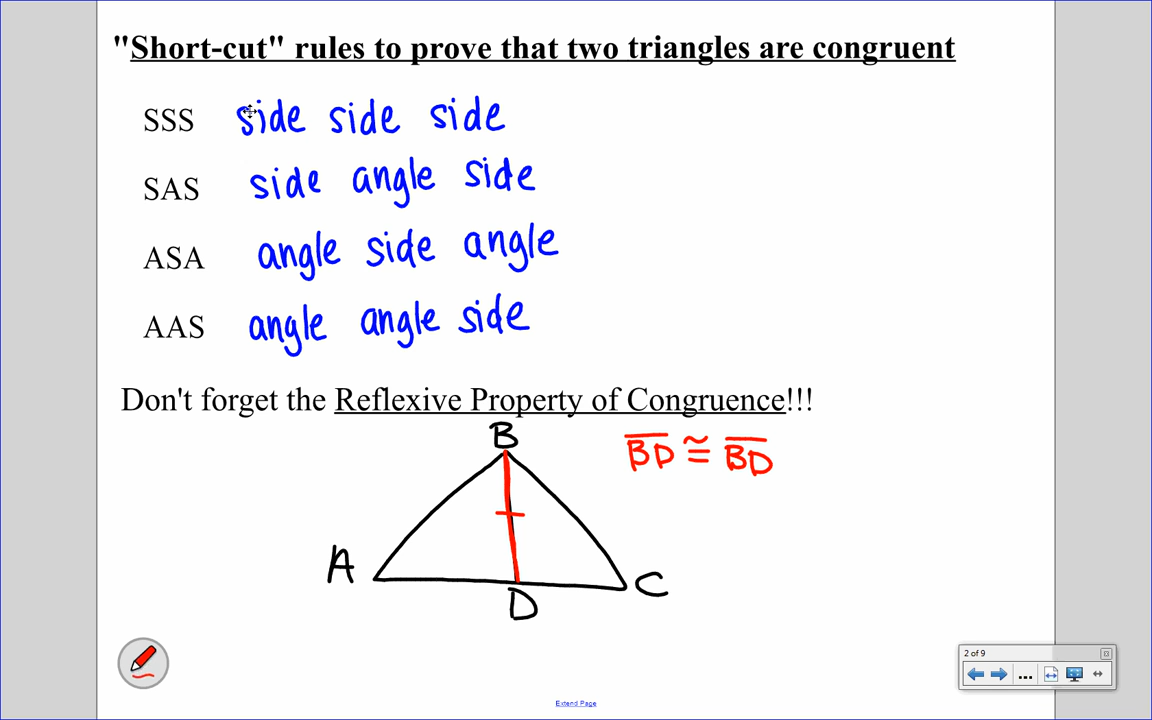 "Short-cut" rules to prove that two triangles are congruent
SSS side side side
SAS side angle side
ASA angle side angle
AAS angle angle side
Don't forget the Reflexive Property of Congruence!!!
B
BD ≅ BD
A
C
D
2 of 9
...
Extend Page